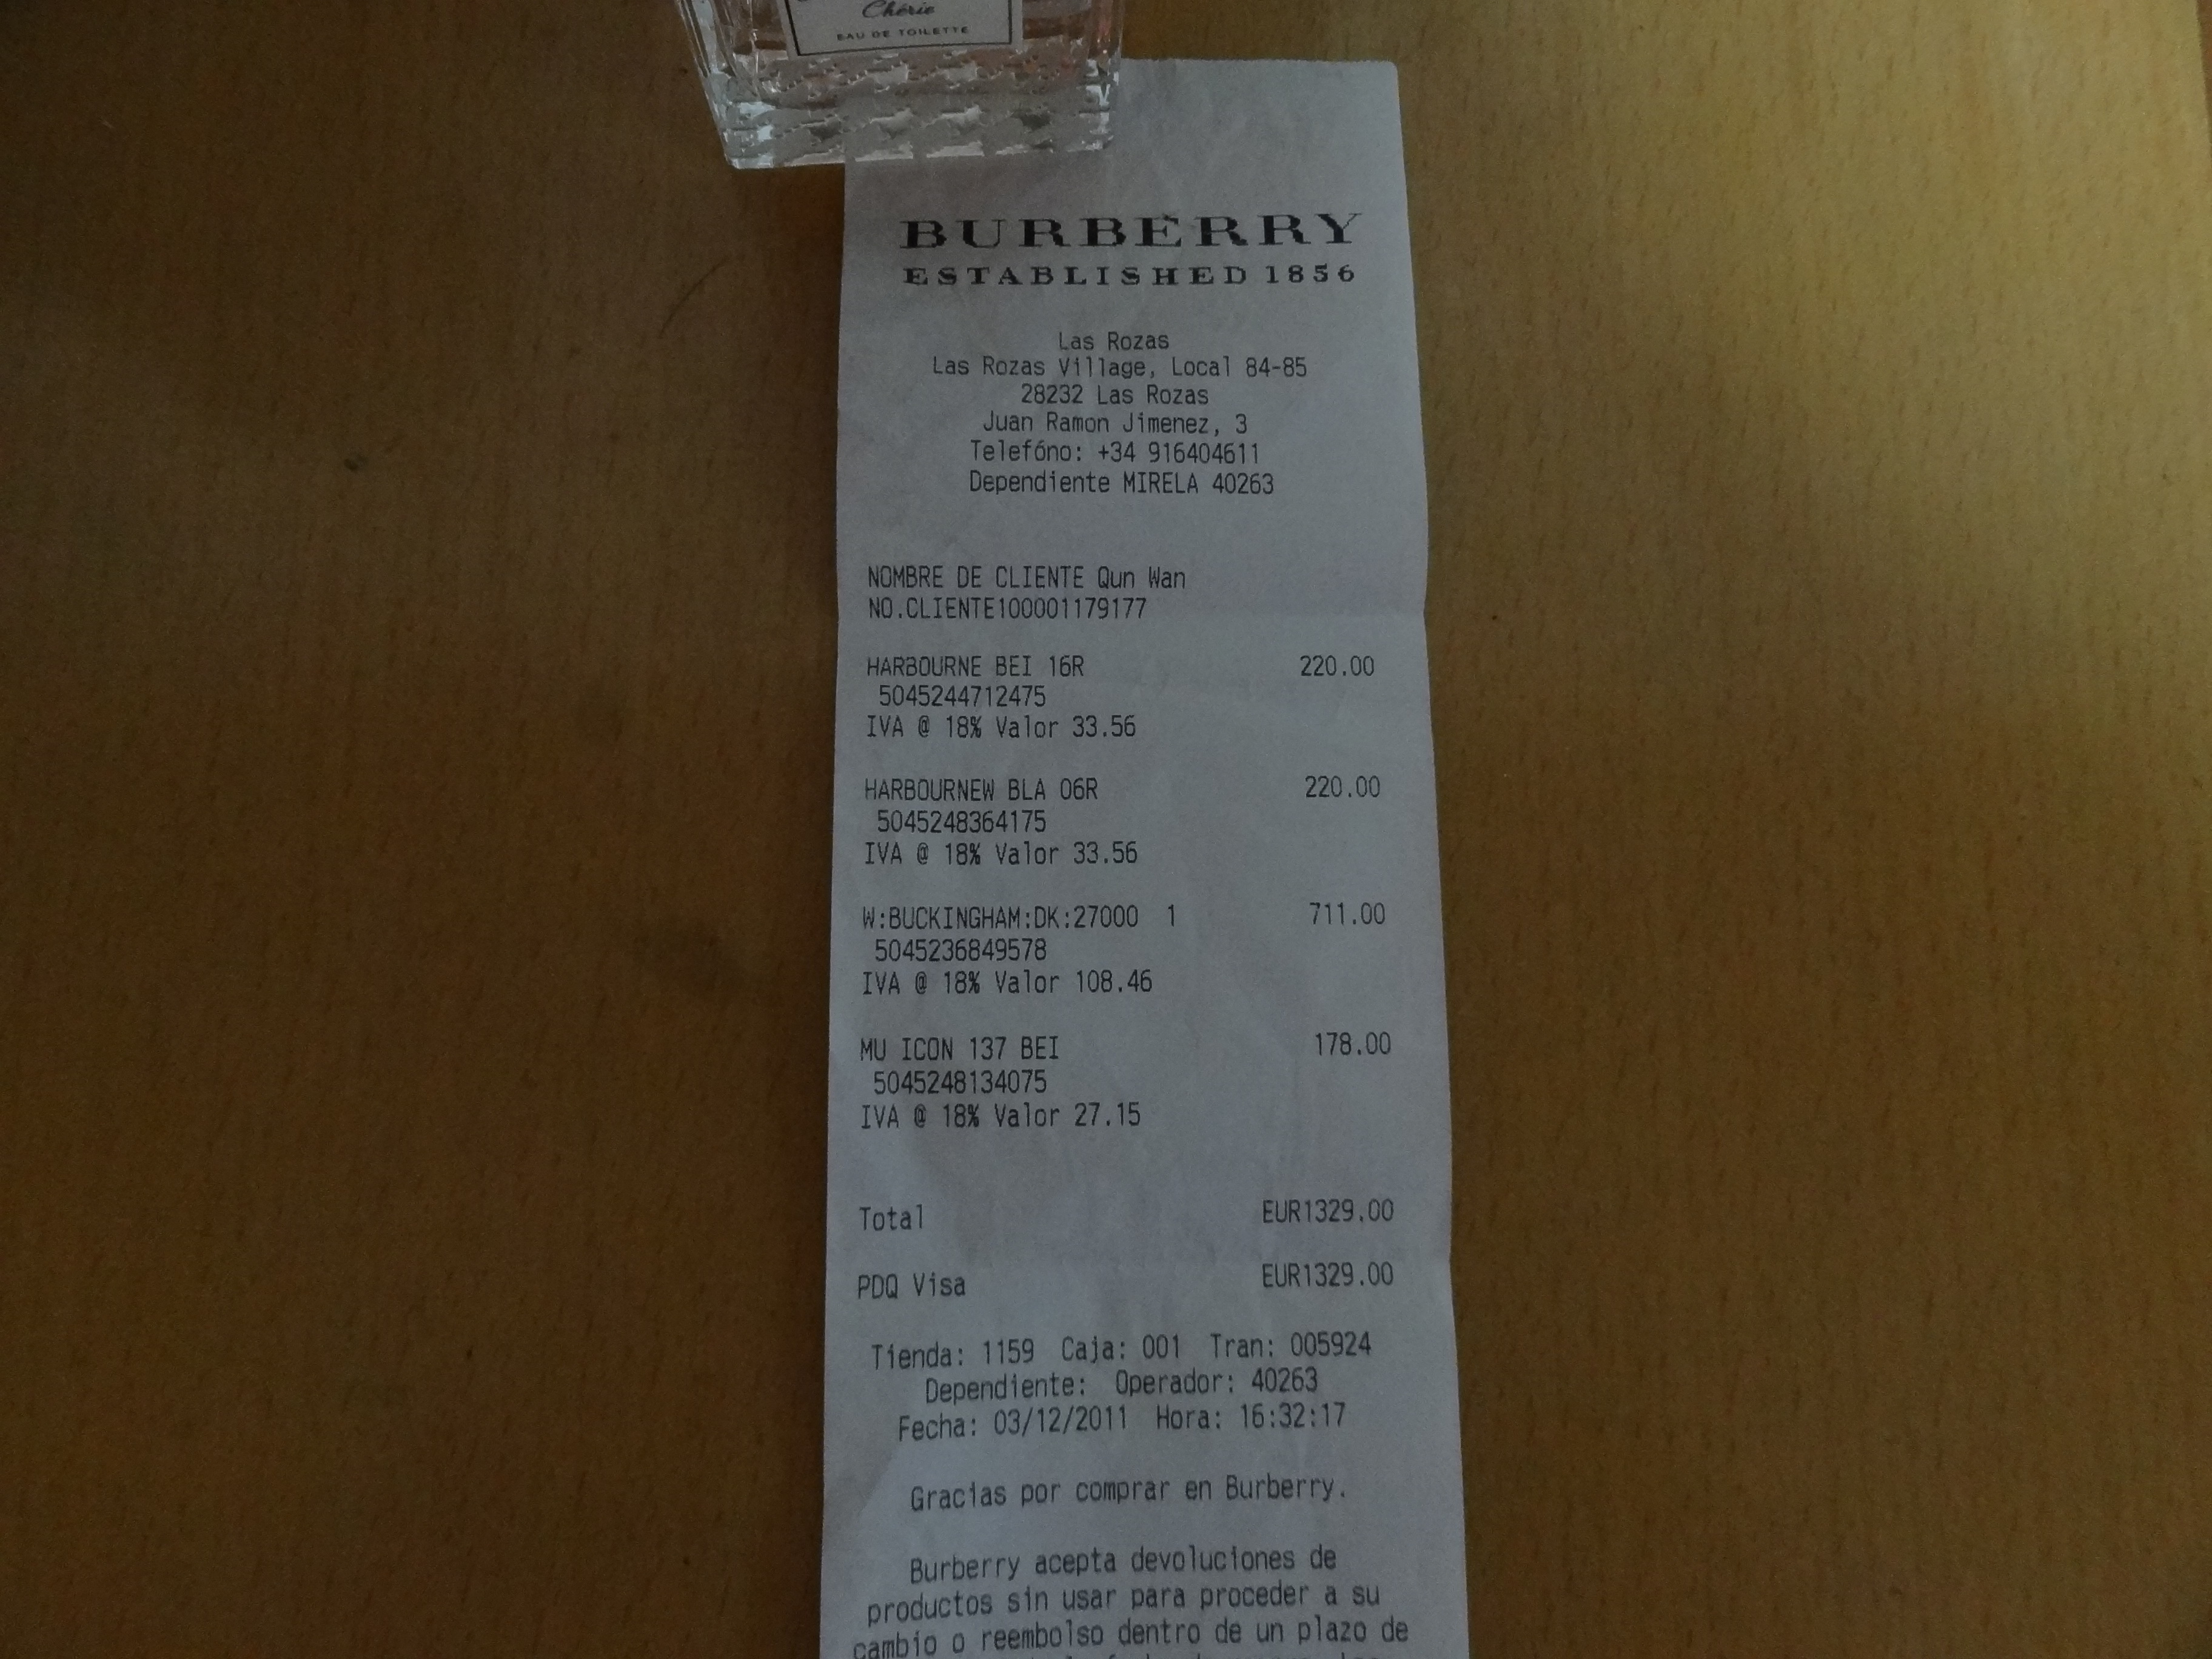 Chérie
EAU DE TOILETTE
BURBERRY
ESTABLISHED 1856
Las Rozas
Las Rozas Village, Local 84-85
28232 Las Rozas
Juan Ramon Jimenez, 3
Telefóno: +34 916404611
Dependiente MIRELA 40263
NOMBRE DE CLIENTE Qun Wan
NO.CLIENTE100001179177
HARBOURNE BEI 16R 220.00
5045244712475
IVA @ 18% Valor 33.56
HARBOURNEW BLA 06R 220.00
5045248364175
IVA @ 18% Valor 33.56
W:BUCKINGHAM:DK:27000 1 711.00
5045236849578
IVA @ 18% Valor 108.46
MU ICON 137 BEI 178.00
5045248134075
IVA @ 18% Valor 27.15
Total EUR1329.00
PDQ Visa EUR1329.00
Tienda: 1159 Caja: 001 Tran: 005924
Dependiente: Operador: 40263
Fecha: 03/12/2011 Hora: 16:32:17
Gracias por comprar en Burberry.
Burberry acepta devoluciones de
productos sin usar para proceder a su
cambio o reembolso dentro de un plazo de